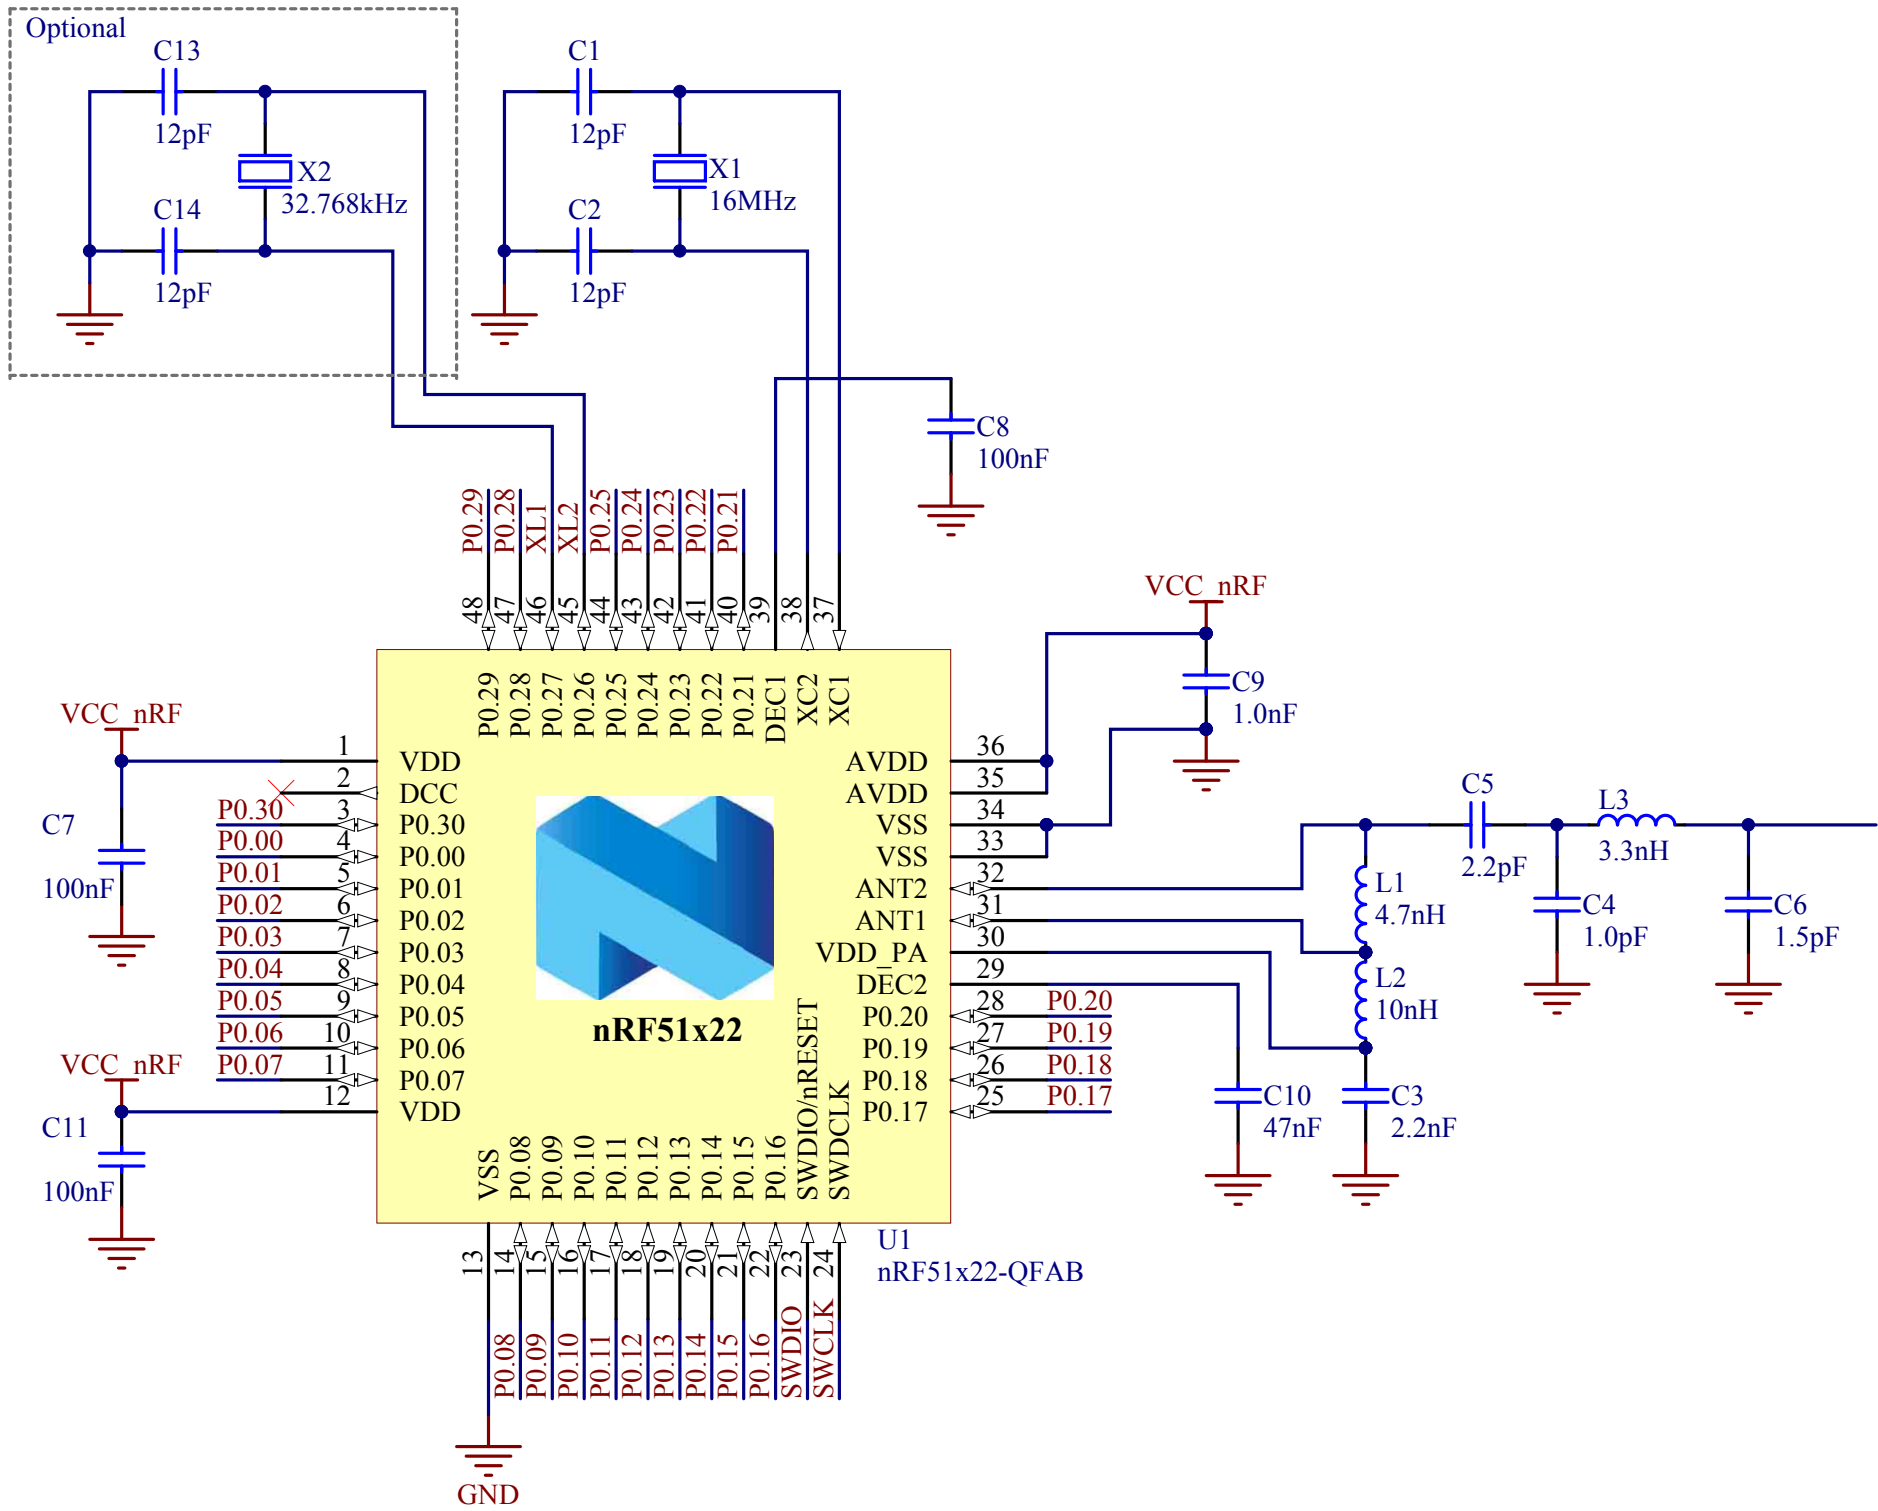 Optional
C13
12pF
X2
32.768kHz
C14
12pF
C1
12pF
X1
16MHz
C2
12pF
C8
100nF
P0.29
P0.28
XL1
XL2
P0.25
P0.24
P0.23
P0.22
P0.21
48
47
46
45
44
43
42
41
40
39
38
37
P0.29
P0.28
P0.27
P0.26
P0.25
P0.24
P0.23
P0.22
P0.21
DEC1
XC2
XC1
VCC_nRF
C7
100nF
VCC_nRF
C11
100nF
P0.30
P0.00
P0.01
P0.02
P0.03
P0.04
P0.05
P0.06
P0.07
1 VDD
2 DCC
3 P0.30
4 P0.00
5 P0.01
6 P0.02
7 P0.03
8 P0.04
9 P0.05
10 P0.06
11 P0.07
12 VDD
nRF51x22
AVDD 36
AVDD 35
VSS 34
VSS 33
ANT2 32
ANT1 31
VDD_PA 30
DEC2 29
P0.20 28 P0.20
P0.19 27 P0.19
P0.18 26 P0.18
P0.17 25 P0.17
VCC_nRF
C9
1.0nF
C5
2.2pF
L3
3.3nH
L1
4.7nH
C4
1.0pF
C6
1.5pF
L2
10nH
C10
47nF
C3
2.2nF
VSS
P0.08
P0.09
P0.10
P0.11
P0.12
P0.13
P0.14
P0.15
P0.16
SWDIO/nRESET
SWDCLK
13
14
15
16
17
18
19
20
21
22
23
24
P0.08
P0.09
P0.10
P0.11
P0.12
P0.13
P0.14
P0.15
P0.16
SWDIO
SWCLK
U1
nRF51x22-QFAB
GND